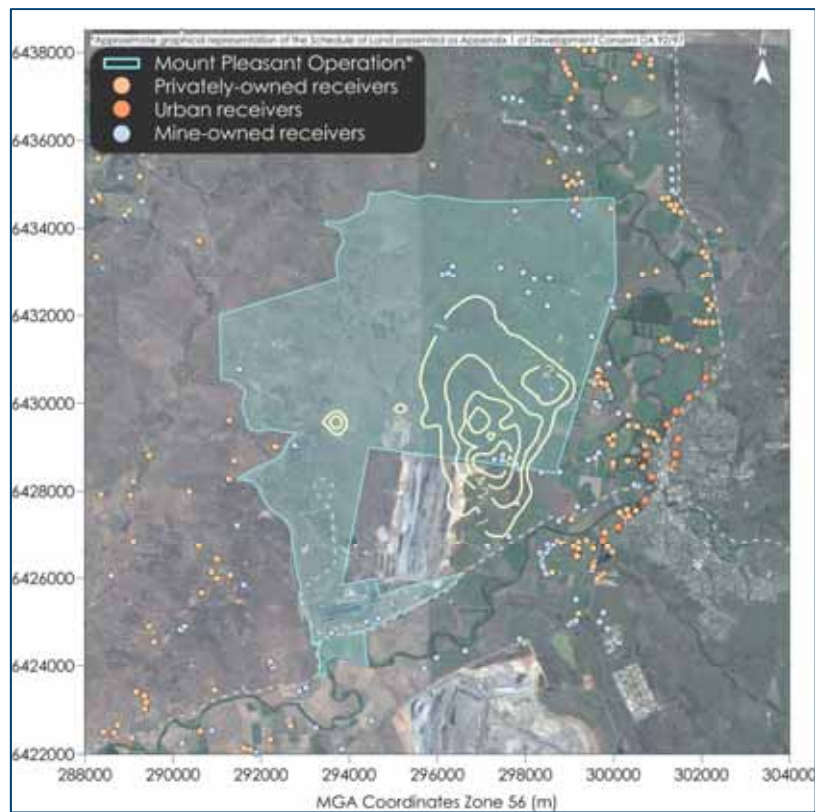 *Approximate graphical representation of the Schedule of Land presented as Appendix 1 of Development Consent DA 92/97
Mount Pleasant Operation*
Privately-owned receivers
Urban receivers
Mine-owned receivers
N
6438000
6436000
6434000
6432000
6430000
6428000
6426000
6424000
6422000
288000 290000 292000 294000 296000 298000 300000 302000 304000
MGA Coordinates Zone 56 (m)